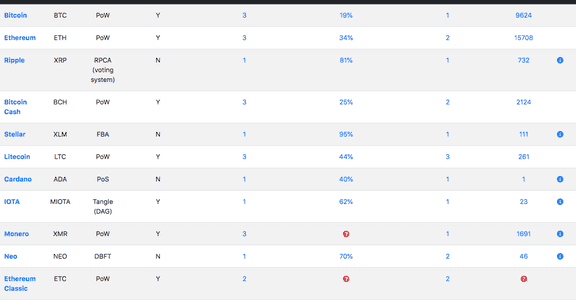 Bitcoin BTC PoW Y 3 19% 1 9624
Ethereum ETH PoW Y 3 34% 2 15708
Ripple XRP RPCA (voting system) N 1 81% 1 732
Bitcoin Cash BCH PoW Y 3 25% 2 2124
Stellar XLM FBA N 1 95% 1 111
Litecoin LTC PoW Y 3 44% 3 261
Cardano ADA PoS N 1 40% 1 1
IOTA MIOTA Tangle (DAG) Y 1 62% 1 23
Monero XMR PoW Y 3 ? 1 1691
Neo NEO DBFT N 1 70% 2 46
Ethereum Classic ETC PoW Y 2 ? 2 ?